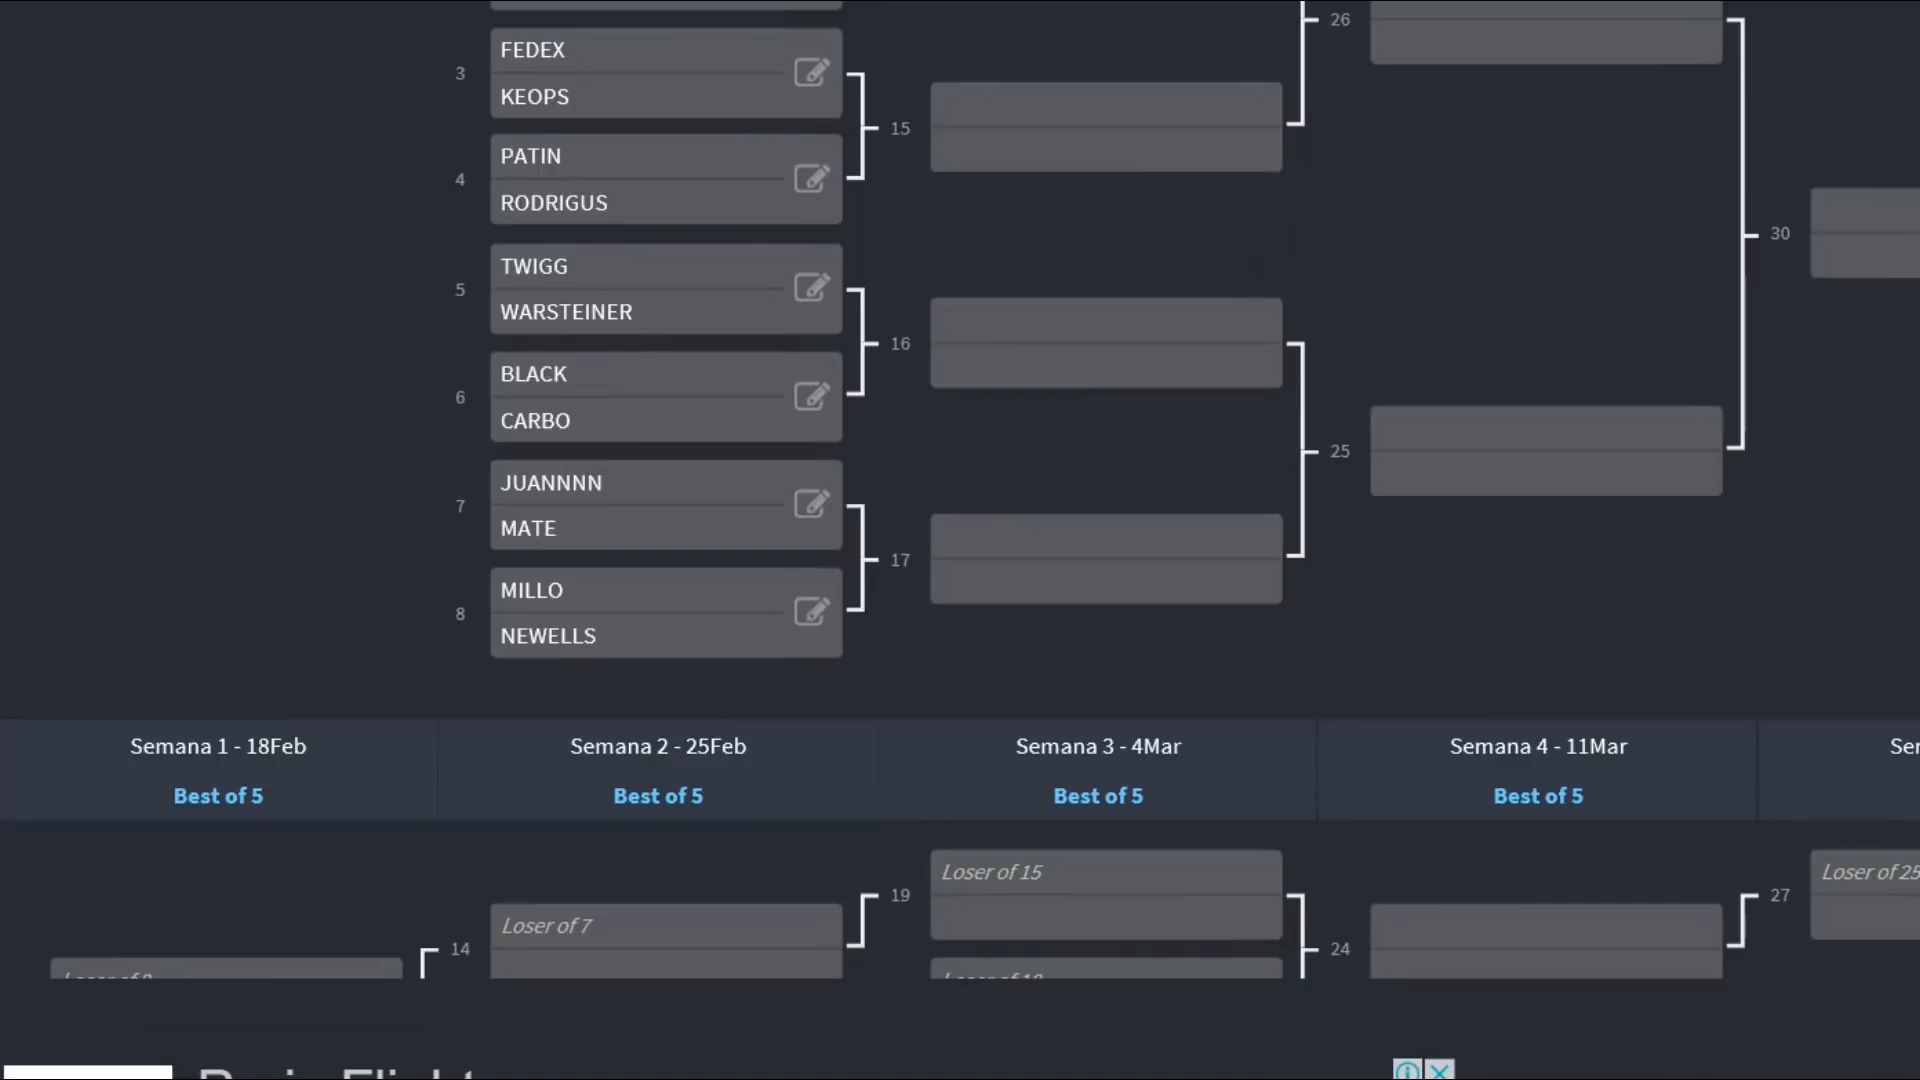 26
FEDEX
3
KEOPS
15
PATIN
4
RODRIGUS
30
TWIGG
5
WARSTEINER
16
BLACK
6
CARBO
25
JUANNNN
7
MATE
17
MILLO
8
NEWELLS
Semana 1 - 18Feb
Semana 2 - 25Feb
Semana 3 - 4Mar
Semana 4 - 11Mar
Best of 5
Best of 5
Best of 5
Best of 5
Loser of 15
Loser of 25
19
27
Loser of 7
14
24